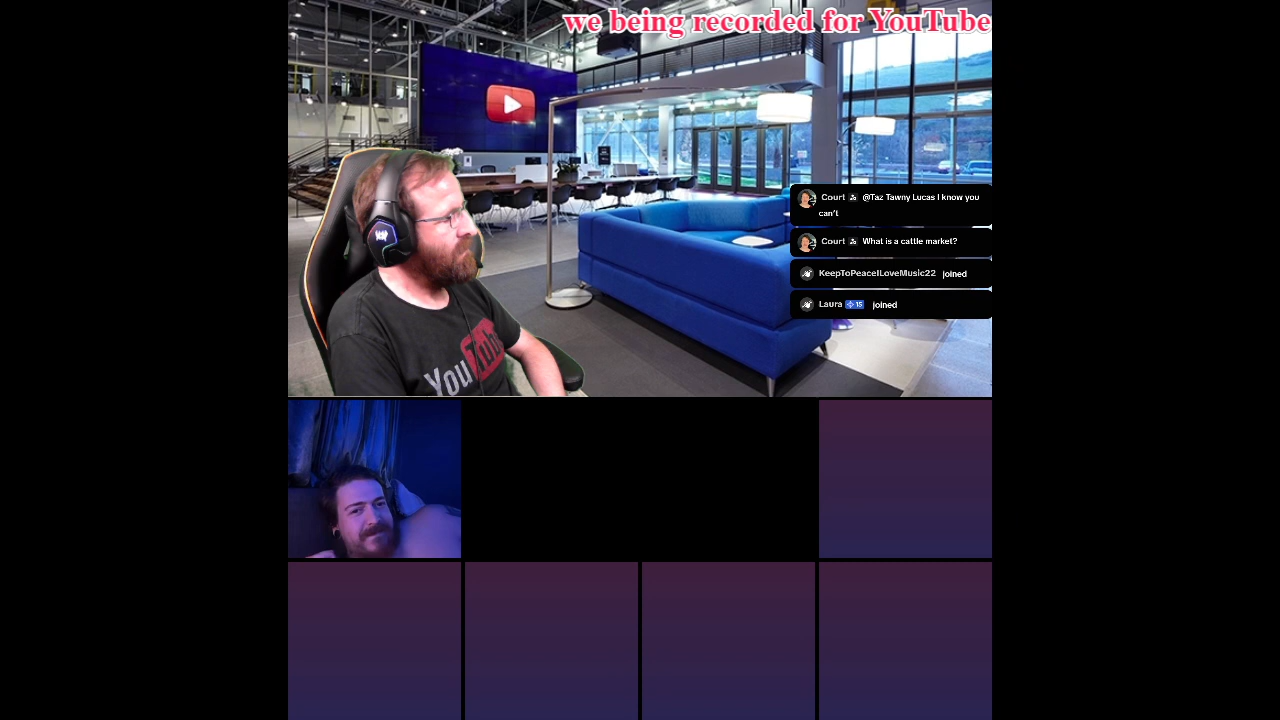 we being recorded for YouTube
Court @Taz Tawny Lucas I know you
can't
Court What is a cattle market?
KeepToPeaceILoveMusic22 joined
Laura 15 joined
YouTube